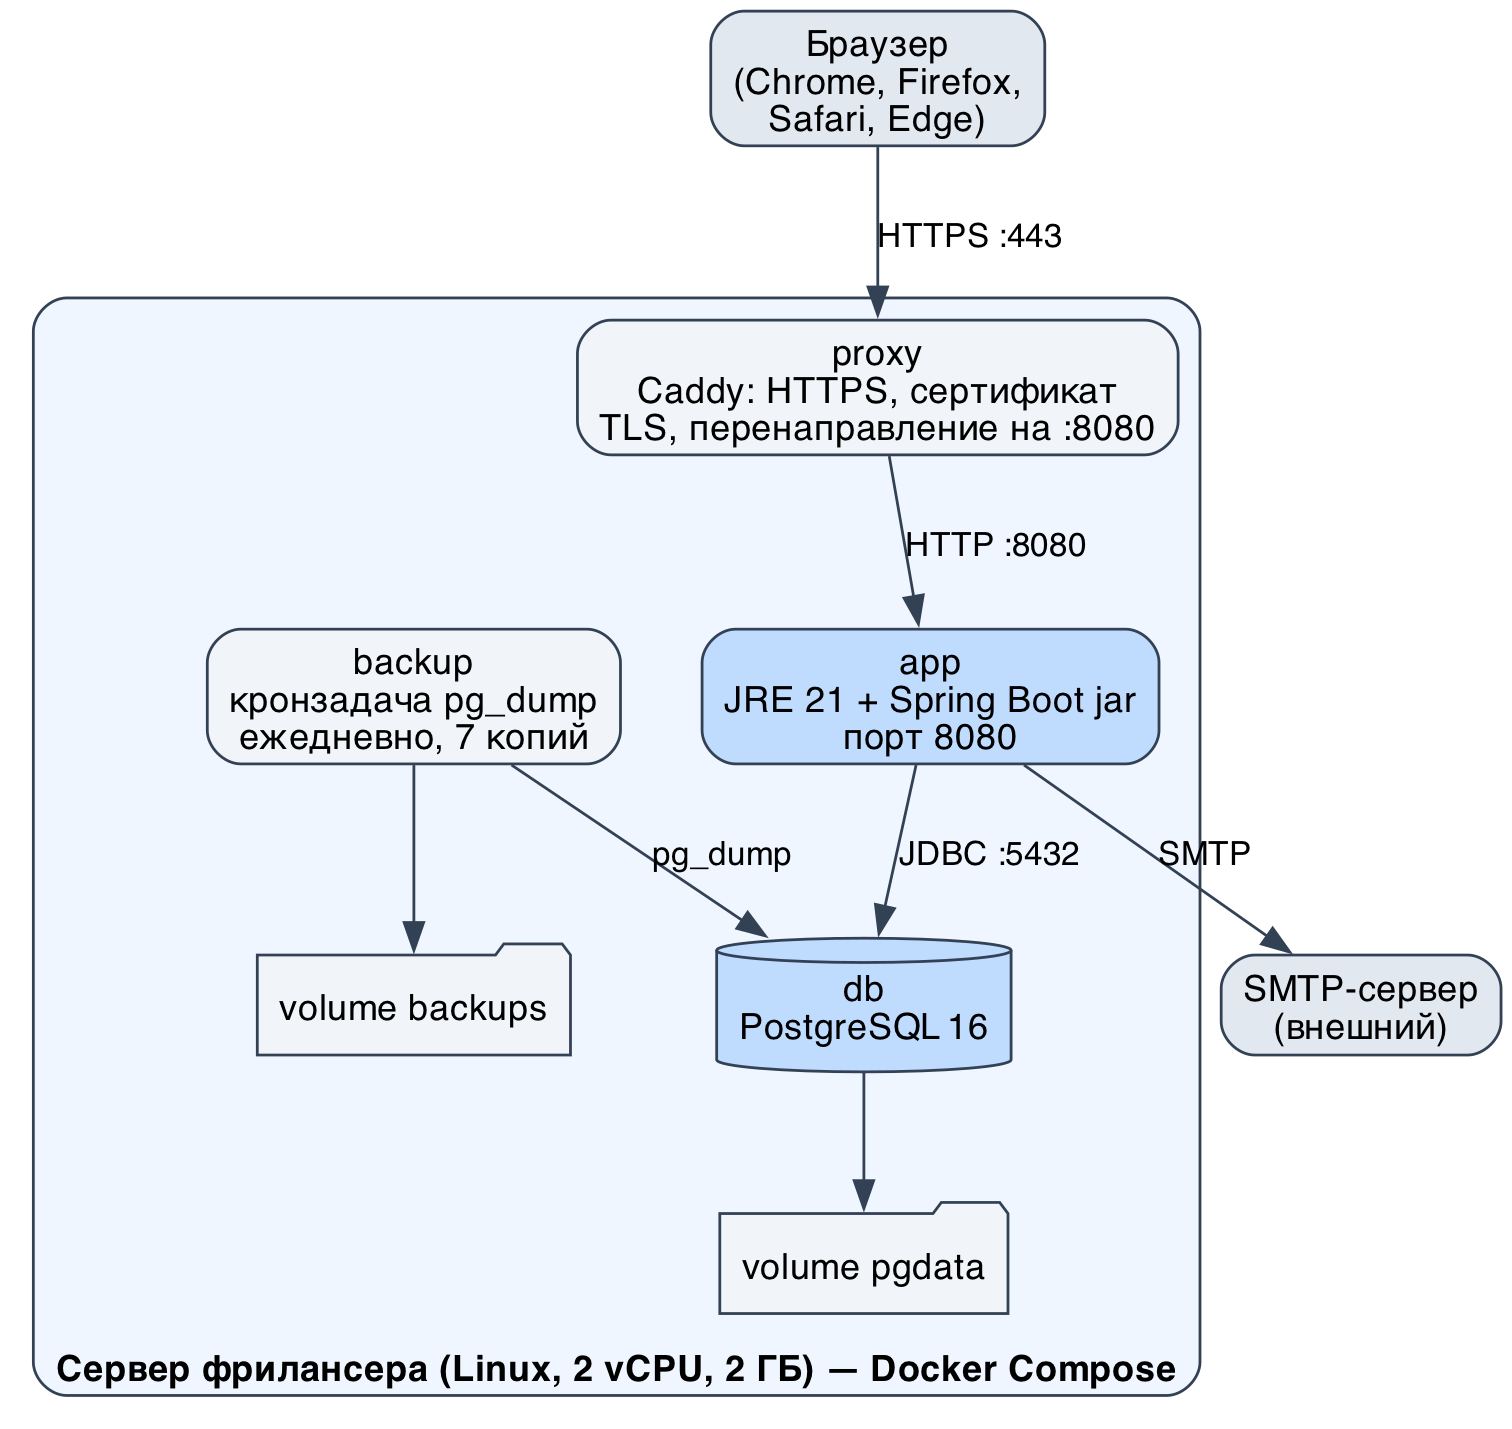 Браузер
(Chrome, Firefox,
Safari, Edge)
HTTPS :443
proxy
Caddy: HTTPS, сертификат
TLS, перенаправление на :8080
HTTP :8080
backup
кронзадача pg_dump
ежедневно, 7 копий
app
JRE 21 + Spring Boot jar
порт 8080
pg_dump
JDBC :5432
SMTP
volume backups
db
PostgreSQL 16
SMTP-сервер
(внешний)
volume pgdata
Сервер фрилансера (Linux, 2 vCPU, 2 ГБ) — Docker Compose